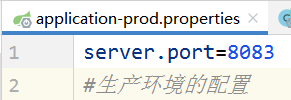 application-prod.properties
1 server.port=8083
2 #生产环境的配置